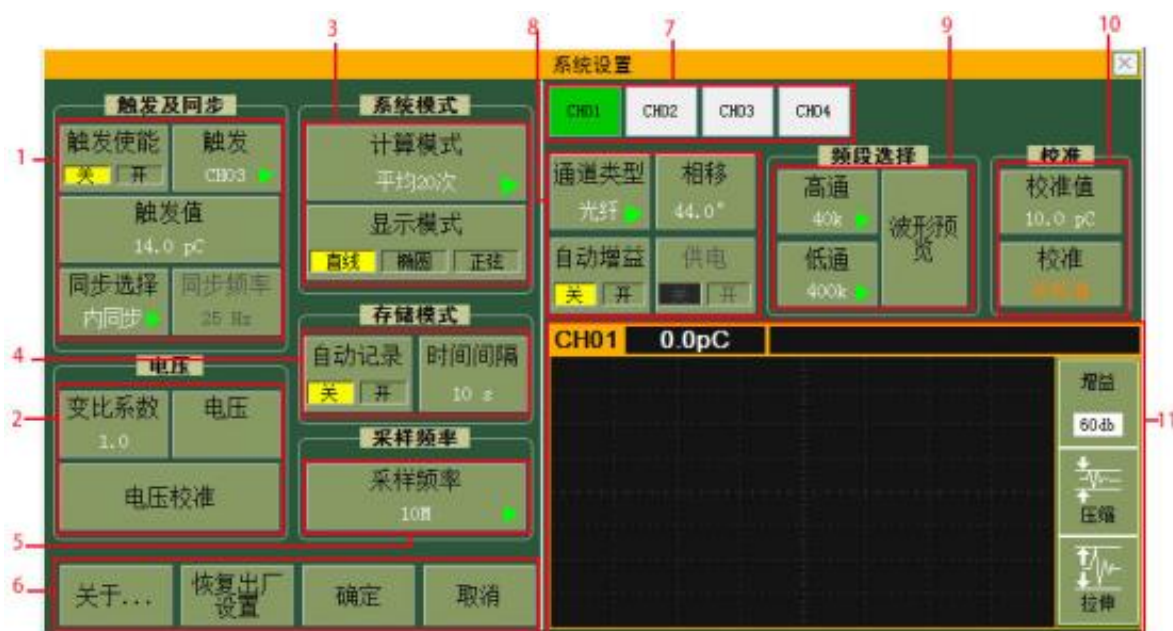 3
8
7
9
10
系统设置
触发及同步
1
触发使能
关 开
触发
CH03
触发值
14.0 pC
同步选择
内同步
同步频率
25 Hz
电压
2
变比系数
1.0
电压
电压校准
系统模式
计算模式
平均20次
显示模式
直线 椭圆 正弦
存储模式
4
自动记录
关 开
时间间隔
10 s
采样频率
采样频率
10M
5
6
关于...
恢复出厂
设置
确定
取消
CH01 CH02 CH03 CH04
通道类型
光纤
相移
44.0°
自动增益
关 开
供电
开
频段选择
高通
40k
低通
400k
波形预
览
校准
校准值
10.0 pC
校准
CH01 0.0pC
增益
60db
压缩
拉伸
11